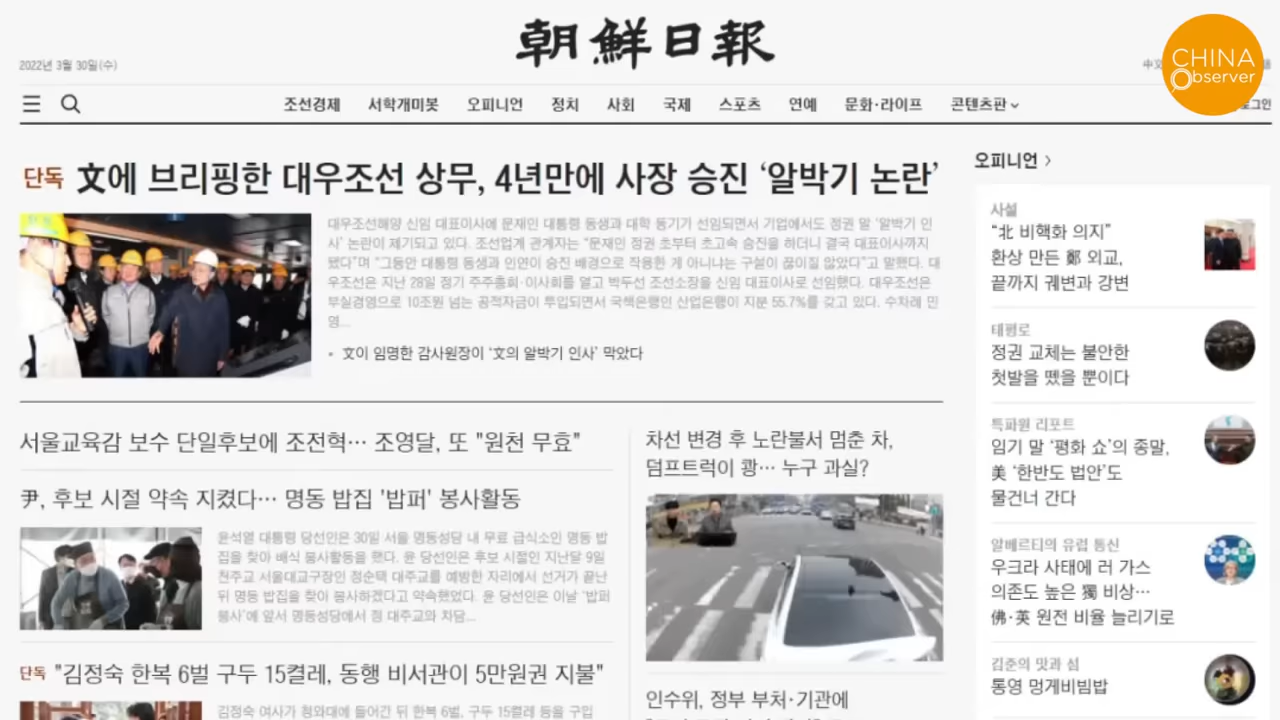 朝鮮日報
CHINA
Observer
2022년 3월 30일(수)
中文
로그인
조선경제 서학개미봇 오피니언 정치 사회 국제 스포츠 연예 문화·라이프 콘텐츠판
단독 文에 브리핑한 대우조선 상무, 4년만에 사장 승진 ‘알박기 논란’
대우조선해양 신임 대표이사에 문재인 대통령 동생과 대학 동기가 선임되면서 기업에서도 정권 말 ‘알박기 인
사’ 논란이 제기되고 있다. 조선업계 관계자는 “문재인 정권 초부터 초고속 승진을 하더니 결국 대표이사까지
됐다”며 “그동안 대통령 동생과 인연이 승진 배경으로 작용한 게 아니냐는 구설이 끊이질 않았다”고 말했다. 대
우조선은 지난 28일 정기 주주총회·이사회를 열고 박두선 조선소장을 신임 대표이사로 선임했다. 대우조선은
부실경영으로 10조원 넘는 공적자금이 투입되면서 국책은행인 산업은행이 지분 55.7%를 갖고 있다. 수차례 민
영...
文이 임명한 감사원장이 ‘文의 알박기 인사’ 막았다
서울교육감 보수 단일후보에 조전혁… 조영달, 또 "원천 무효"
尹, 후보 시절 약속 지켰다… 명동 밥집 '밥퍼' 봉사활동
윤석열 대통령 당선인은 30일 서울 명동성당 내 무료 급식소인 명동 밥
집을 찾아 배식 봉사활동을 했다. 윤 당선인은 후보 시절인 지난달 9일
천주교 서울대교구장인 정순택 대주교를 예방한 자리에서 선거가 끝난
뒤 명동 밥집을 찾아 봉사하겠다고 약속했었다. 윤 당선인은 이날 ‘밥퍼
봉사’에 앞서 명동성당에서 정 대주교와 차담...
단독 "김정숙 한복 6벌 구두 15켤레, 동행 비서관이 5만원권 지불"
김정숙 여사가 청와대에 들어간 뒤 한복 6벌, 구두 15켤레 등을 구입
차선 변경 후 노란불서 멈춘 차,
덤프트럭이 쾅… 누구 과실?
인수위, 정부 부처·기관에
오피니언
사설
“北 비핵화 의지”
환상 만든 鄭 외교,
끝까지 궤변과 강변
태평로
정권 교체는 불안한
첫발을 뗐을 뿐이다
특파원 리포트
임기 말 ‘평화 쇼’의 종말,
美 ‘한반도 법안’도
물건너 간다
알베르티의 유럽 통신
우크라 사태에 러 가스
의존도 높은 獨 비상…
佛·英 원전 비율 늘리기로
김준의 맛과 섬
통영 멍게비빔밥